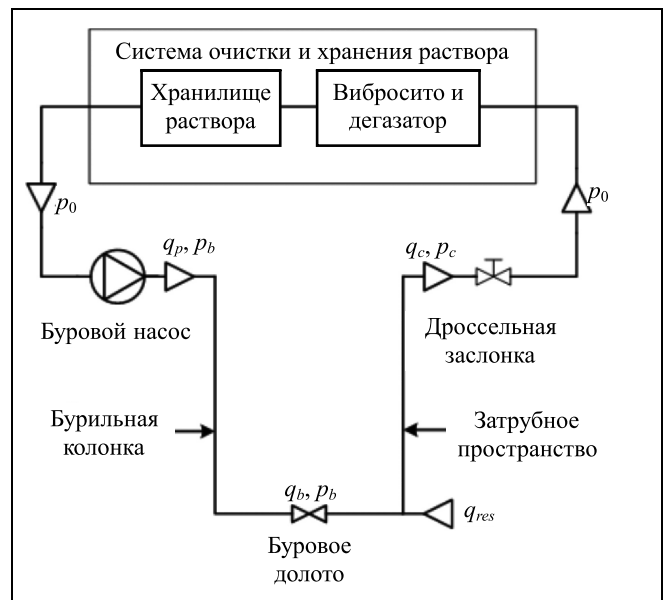 Система очистки и хранения раствора
Хранилище
раствора
Вибросито и
дегазатор
p0
p0
qp, pb
qc, pc
Буровой насос
Дроссельная
заслонка
Бурильная
колонка
Затрубное
пространство
qb, pb
qres
Буровое
долото